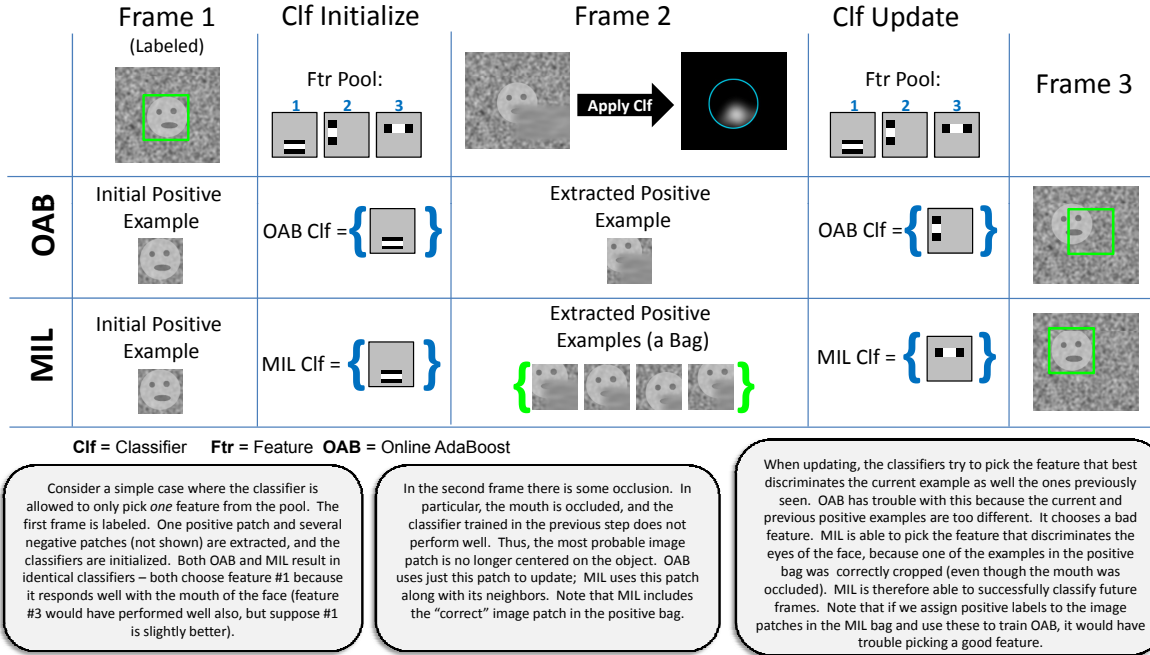 Frame 1
(Labeled)
Clf Initialize
Ftr Pool:
1 2 3
Frame 2
Apply Clf
Clf Update
Ftr Pool:
1 2 3
Frame 3
OAB
Initial Positive
Example
OAB Clf = { }
Extracted Positive
Example
OAB Clf = { }
MIL
Initial Positive
Example
MIL Clf = { }
Extracted Positive
Examples (a Bag)
{ }
MIL Clf = { }
Clf = Classifier Ftr = Feature OAB = Online AdaBoost
Consider a simple case where the classifier is
allowed to only pick one feature from the pool. The
first frame is labeled. One positive patch and several
negative patches (not shown) are extracted, and the
classifiers are initialized. Both OAB and MIL result in
identical classifiers – both choose feature #1 because
it responds well with the mouth of the face (feature
#3 would have performed well also, but suppose #1
is slightly better).
In the second frame there is some occlusion. In
particular, the mouth is occluded, and the
classifier trained in the previous step does not
perform well. Thus, the most probable image
patch is no longer centered on the object. OAB
uses just this patch to update; MIL uses this patch
along with its neighbors. Note that MIL includes
the “correct” image patch in the positive bag.
When updating, the classifiers try to pick the feature that best
discriminates the current example as well the ones previously
seen. OAB has trouble with this because the current and
previous positive examples are too different. It chooses a bad
feature. MIL is able to pick the feature that discriminates the
eyes of the face, because one of the examples in the positive
bag was correctly cropped (even though the mouth was
occluded). MIL is therefore able to successfully classify future
frames. Note that if we assign positive labels to the image
patches in the MIL bag and use these to train OAB, it would have
trouble picking a good feature.